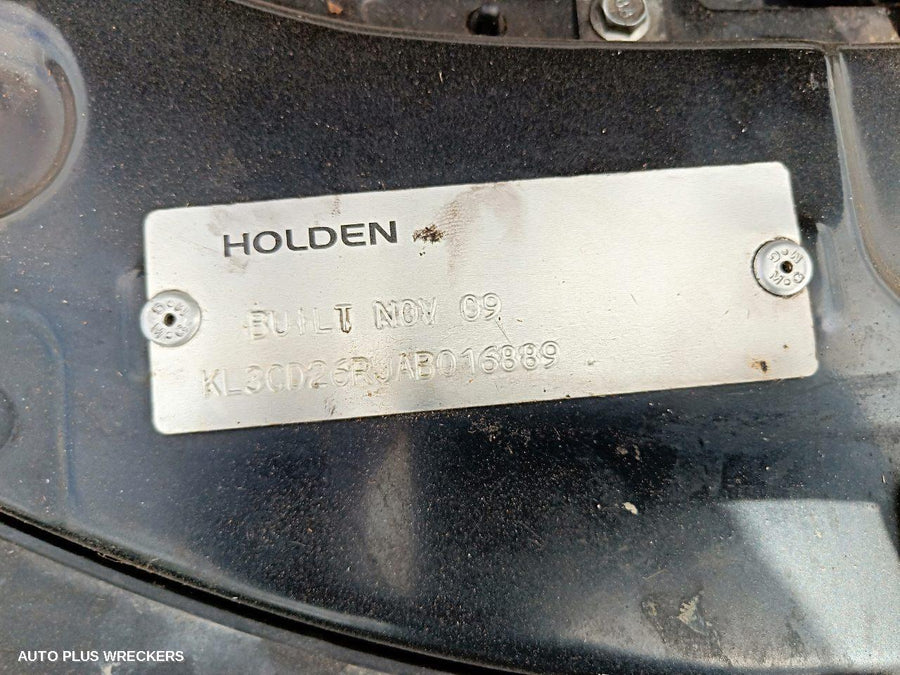 HOLDEN
BUILT NOV 09
KL3CD26RJAB016889
AUTO PLUS WRECKERS